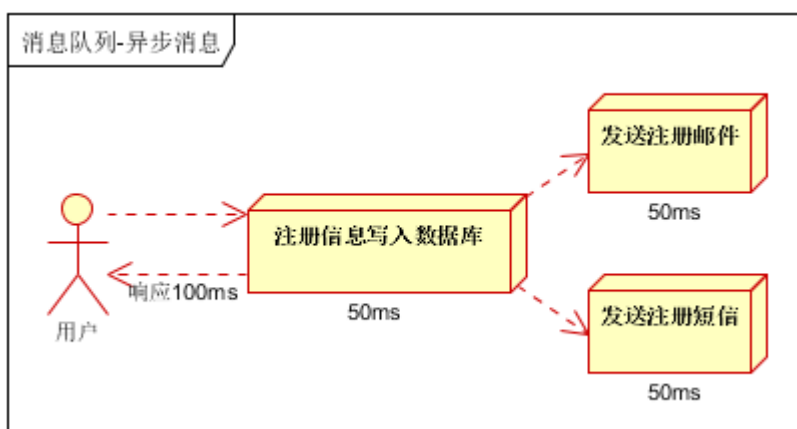 消息队列-异步消息
发送注册邮件
50ms
注册信息写入数据库
响应100ms
50ms
用户
发送注册短信
50ms